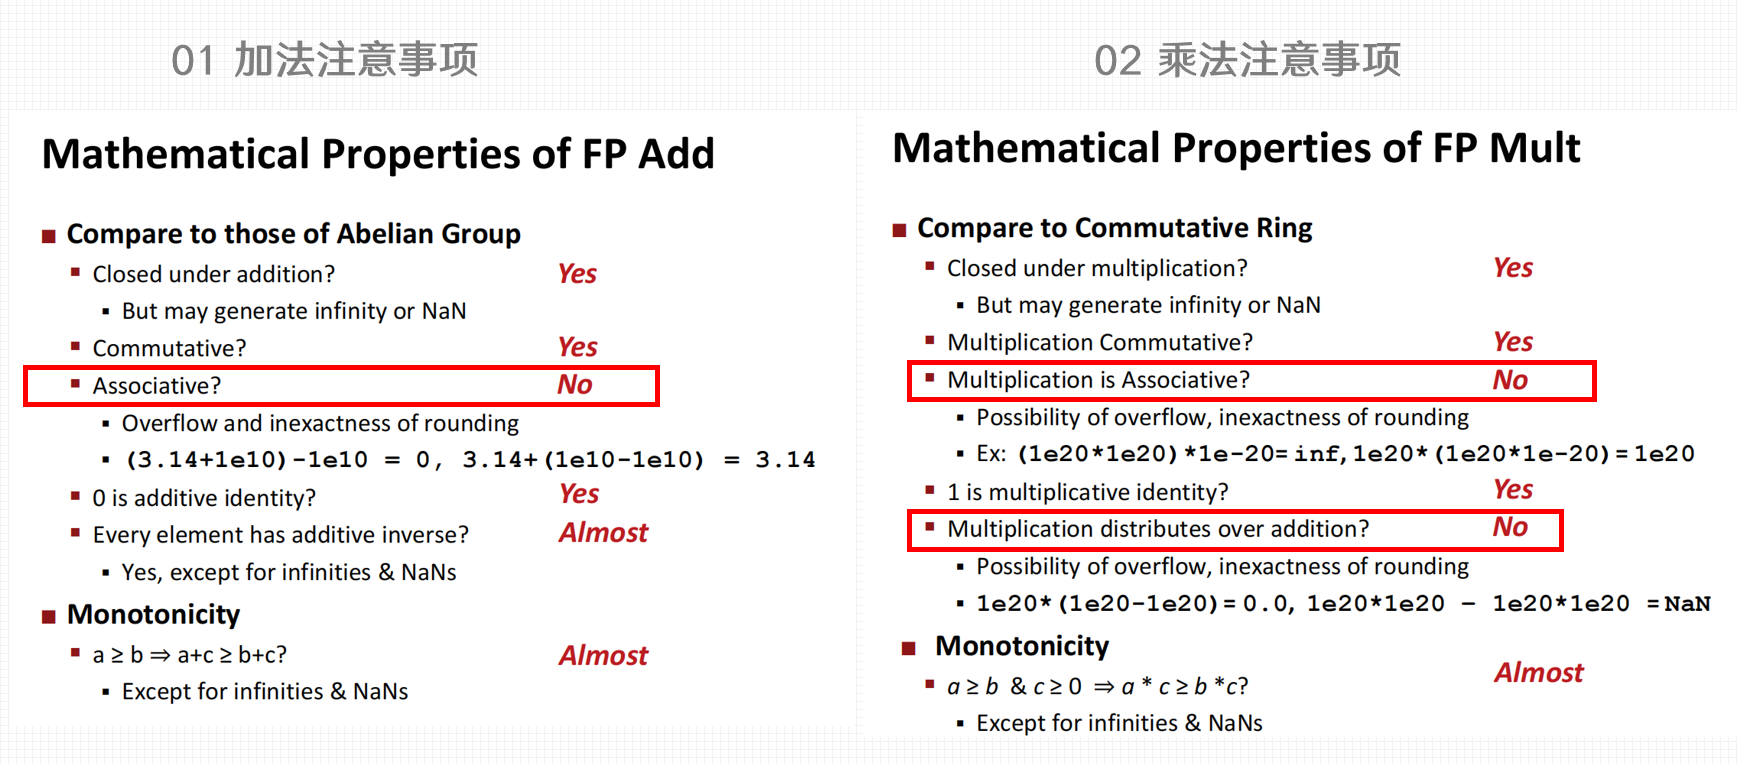 01 加法注意事项
Mathematical Properties of FP Add
Compare to those of Abelian Group
Closed under addition? Yes
But may generate infinity or NaN
Commutative? Yes
Associative? No
Overflow and inexactness of rounding
(3.14+1e10)-1e10 = 0, 3.14+(1e10-1e10) = 3.14
0 is additive identity? Yes
Every element has additive inverse? Almost
Yes, except for infinities & NaNs
Monotonicity
a ≥ b ⇒ a+c ≥ b+c? Almost
Except for infinities & NaNs
02 乘法注意事项
Mathematical Properties of FP Mult
Compare to Commutative Ring
Closed under multiplication? Yes
But may generate infinity or NaN
Multiplication Commutative? Yes
Multiplication is Associative? No
Possibility of overflow, inexactness of rounding
Ex: (1e20*1e20)*1e-20= inf, 1e20*(1e20*1e-20)= 1e20
1 is multiplicative identity? Yes
Multiplication distributes over addition? No
Possibility of overflow, inexactness of rounding
1e20*(1e20-1e20)= 0.0, 1e20*1e20 – 1e20*1e20 = NaN
Monotonicity
a ≥ b & c ≥ 0 ⇒ a * c ≥ b *c? Almost
Except for infinities & NaNs